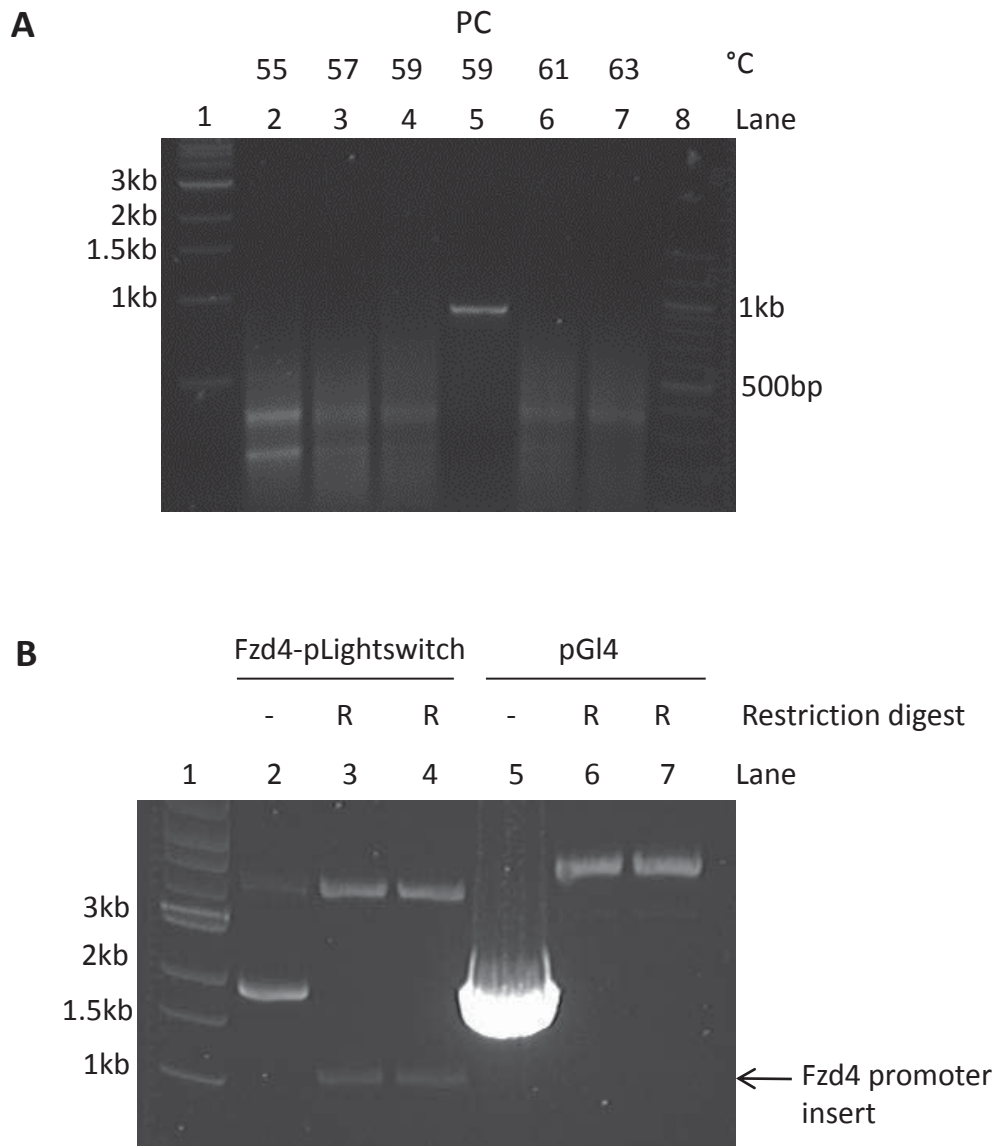 A
PC
55 57 59 59 61 63 °C
1 2 3 4 5 6 7 8 Lane
3kb
2kb
1.5kb
1kb 1kb
500bp
B
Fzd4-pLightswitch pGl4
- R R - R R Restriction digest
1 2 3 4 5 6 7 Lane
3kb
2kb
1.5kb
1kb
Fzd4 promoter
insert